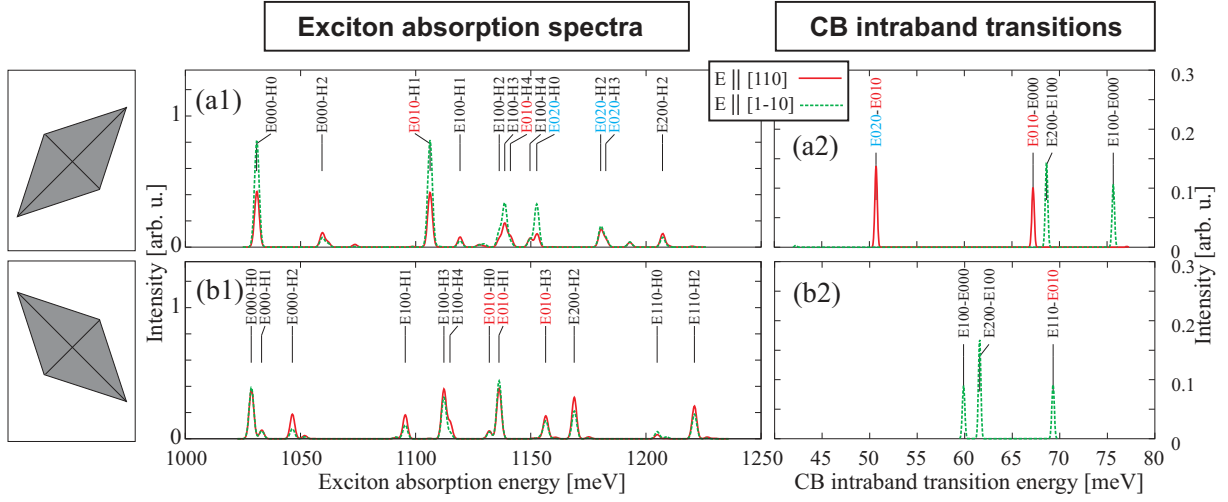 Exciton absorption spectra
CB intraband transitions
E || [110]
E || [1-10]
(a1)
E000-H0
E000-H2
E010-H1
E100-H1
E100-H2
E100-H3
E010-H4
E100-H4
E020-H0
E020-H2
E020-H3
E200-H2
1
0
Intensity [arb. u.]
(a2)
E020-E010
E010-E000
E200-E100
E100-E000
0.3
0.2
0.1
0
Intensity [arb. u.]
(b1)
E000-H0
E000-H1
E000-H2
E100-H1
E100-H3
E100-H4
E010-H0
E010-H1
E010-H3
E200-H2
E110-H0
E110-H2
1
0
(b2)
E100-E000
E200-E100
E110-E010
0.3
0.2
0.1
0
1000 1050 1100 1150 1200 1250
Exciton absorption energy [meV]
45 50 55 60 65 70 75 80
CB intraband transition energy [meV]